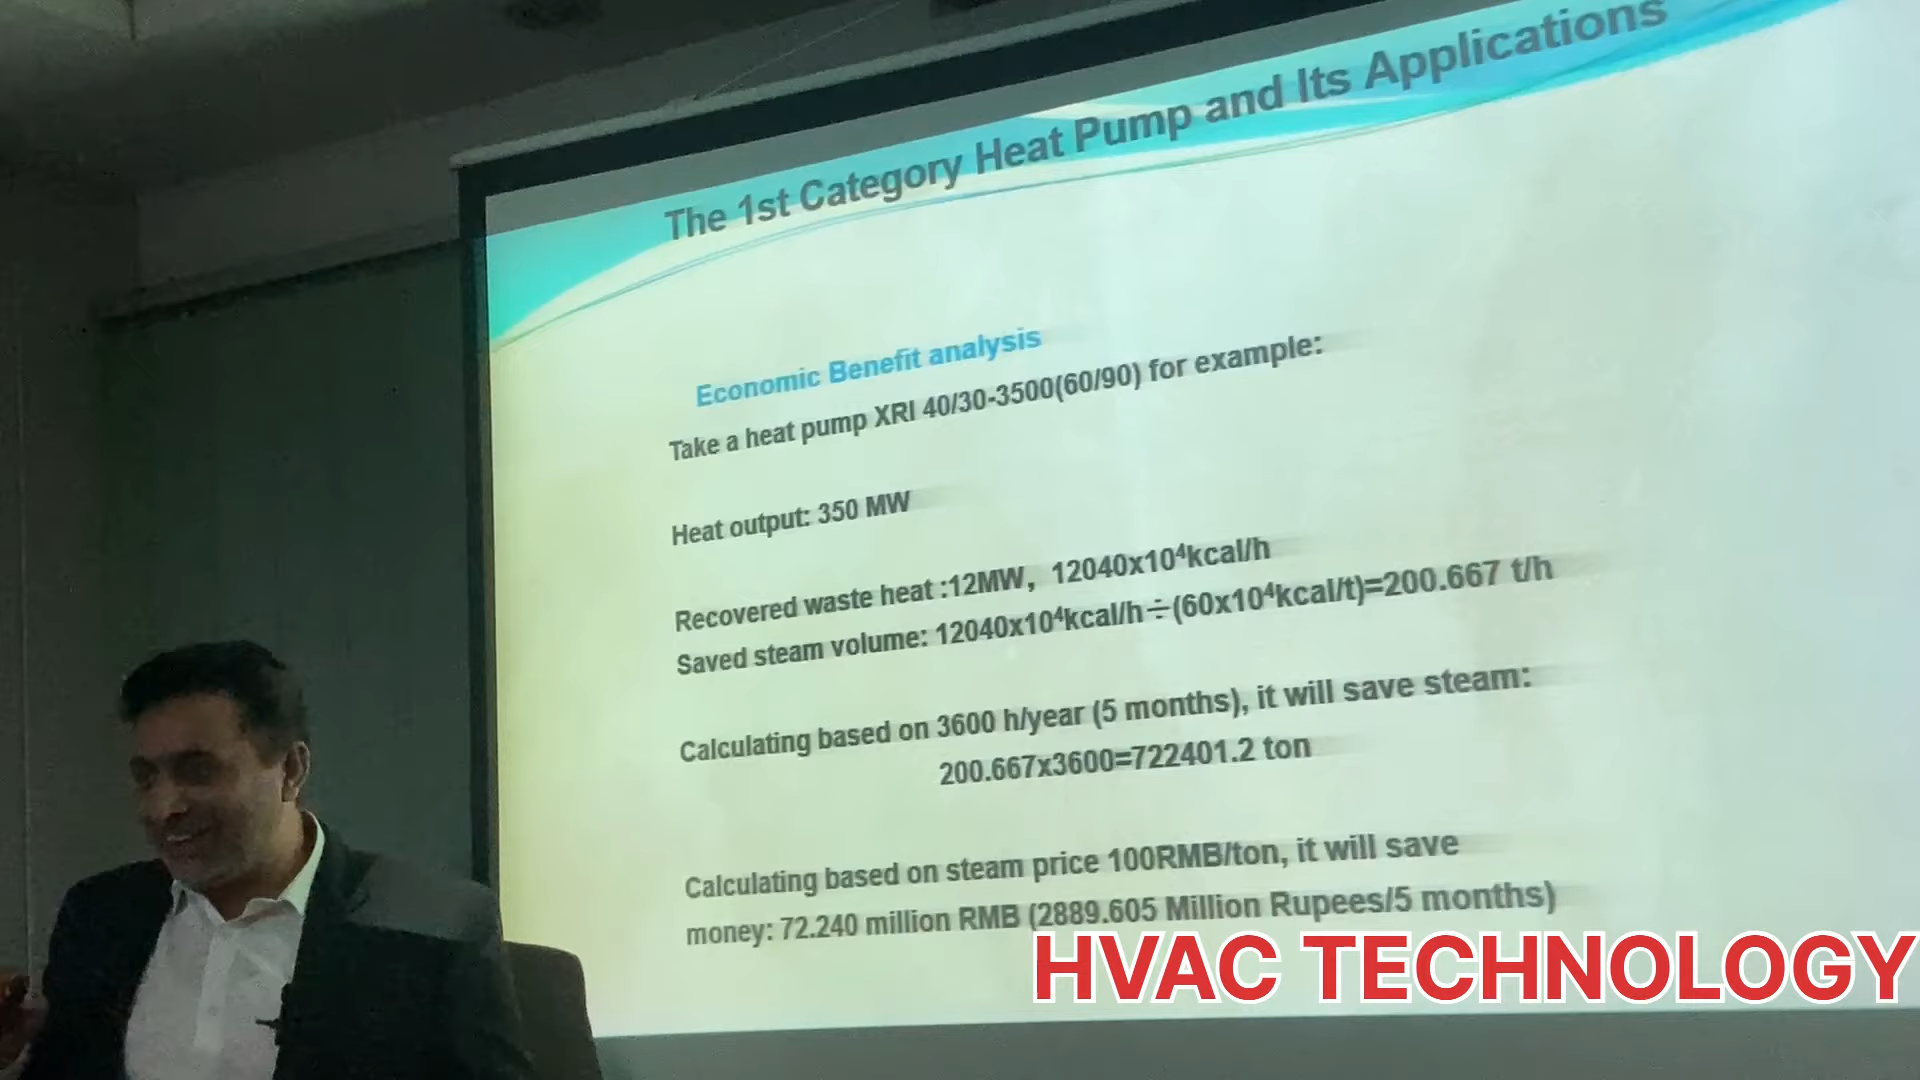 The 1st Category Heat Pump and Its Applications
Economic Benefit analysis
Take a heat pump XRI 40/30-3500(60/90) for example:
Heat output: 350 MW
Recovered waste heat :12MW, 12040x10⁴kcal/h
Saved steam volume: 12040x10⁴kcal/h÷(60x10⁴kcal/t)=200.667 t/h
Calculating based on 3600 h/year (5 months), it will save steam:
200.667x3600=722401.2 ton
Calculating based on steam price 100RMB/ton, it will save
money: 72.240 million RMB (2889.605 Million Rupees/5 months)
HVAC TECHNOLOGY